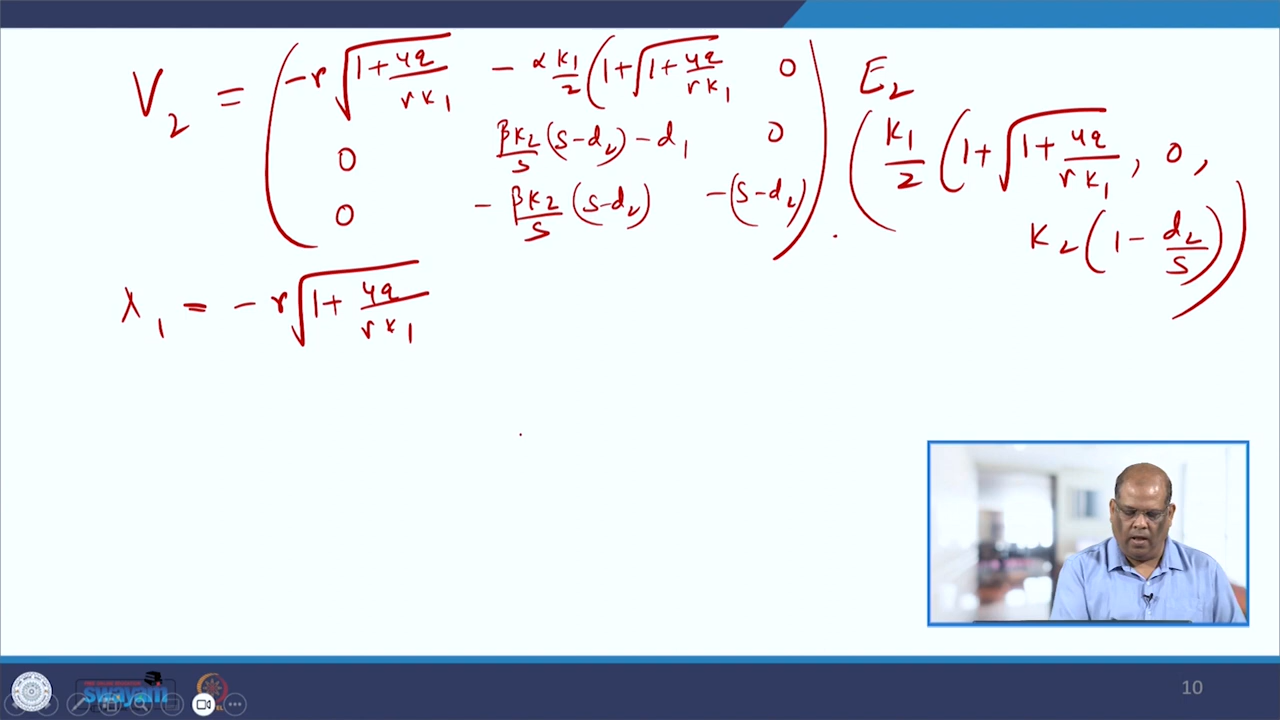 V₂ = ( -r√(1+4q/rk₁)   -αk₁/2(1+√(1+4q/rk₁)   0 )
( 0   βk₂/s(s-d₂)-d₁   0 )
( 0   -βk₂/s(s-d₂)   -(s-d₂) ).
E₂
(k₁/2(1+√(1+4q/rk₁), 0,
k₂(1-d₂/s))
λ₁ = -r√(1+4q/rk₁)
swayam
10